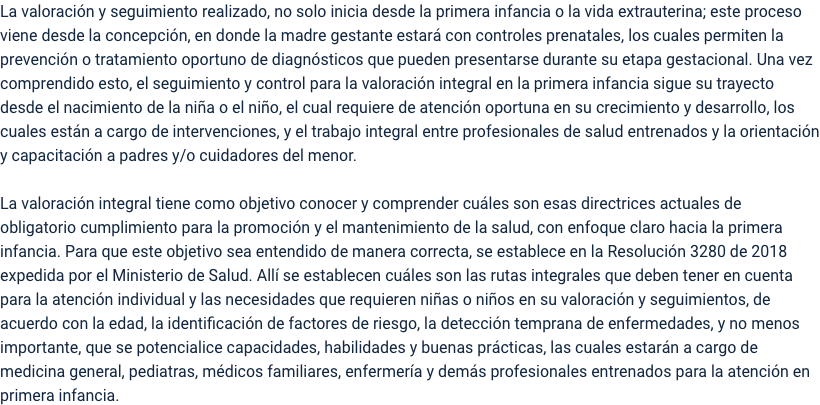 La valoración y seguimiento realizado, no solo inicia desde la primera infancia o la vida extrauterina; este proceso
viene desde la concepción, en donde la madre gestante estará con controles prenatales, los cuales permiten la
prevención o tratamiento oportuno de diagnósticos que pueden presentarse durante su etapa gestacional. Una vez
comprendido esto, el seguimiento y control para la valoración integral en la primera infancia sigue su trayecto
desde el nacimiento de la niña o el niño, el cual requiere de atención oportuna en su crecimiento y desarrollo, los
cuales están a cargo de intervenciones, y el trabajo integral entre profesionales de salud entrenados y la orientación
y capacitación a padres y/o cuidadores del menor.
La valoración integral tiene como objetivo conocer y comprender cuáles son esas directrices actuales de
obligatorio cumplimiento para la promoción y el mantenimiento de la salud, con enfoque claro hacia la primera
infancia. Para que este objetivo sea entendido de manera correcta, se establece en la Resolución 3280 de 2018
expedida por el Ministerio de Salud. Allí se establecen cuáles son las rutas integrales que deben tener en cuenta
para la atención individual y las necesidades que requieren niñas o niños en su valoración y seguimientos, de
acuerdo con la edad, la identificación de factores de riesgo, la detección temprana de enfermedades, y no menos
importante, que se potencialice capacidades, habilidades y buenas prácticas, las cuales estarán a cargo de
medicina general, pediatras, médicos familiares, enfermería y demás profesionales entrenados para la atención en
primera infancia.